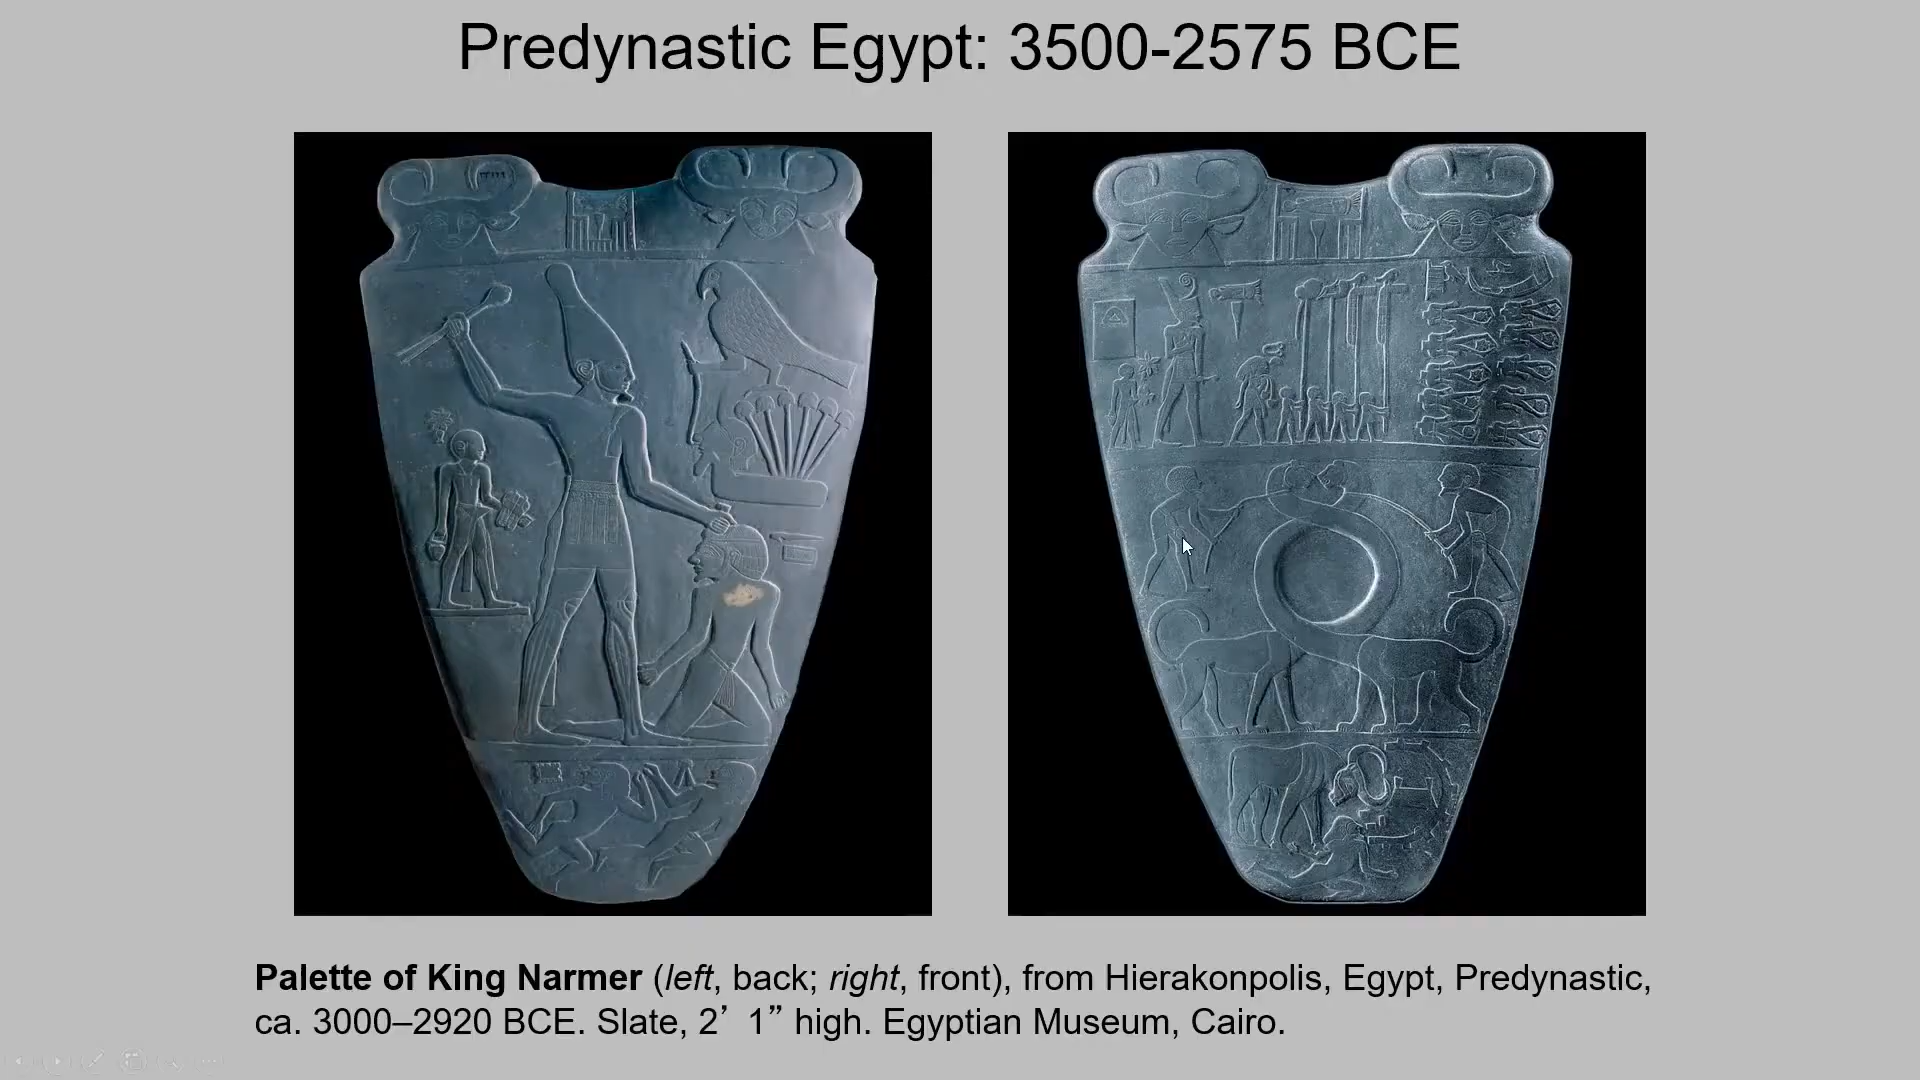 Predynastic Egypt: 3500-2575 BCE
Palette of King Narmer (left, back; right, front), from Hierakonpolis, Egypt, Predynastic,
ca. 3000–2920 BCE. Slate, 2’ 1” high. Egyptian Museum, Cairo.